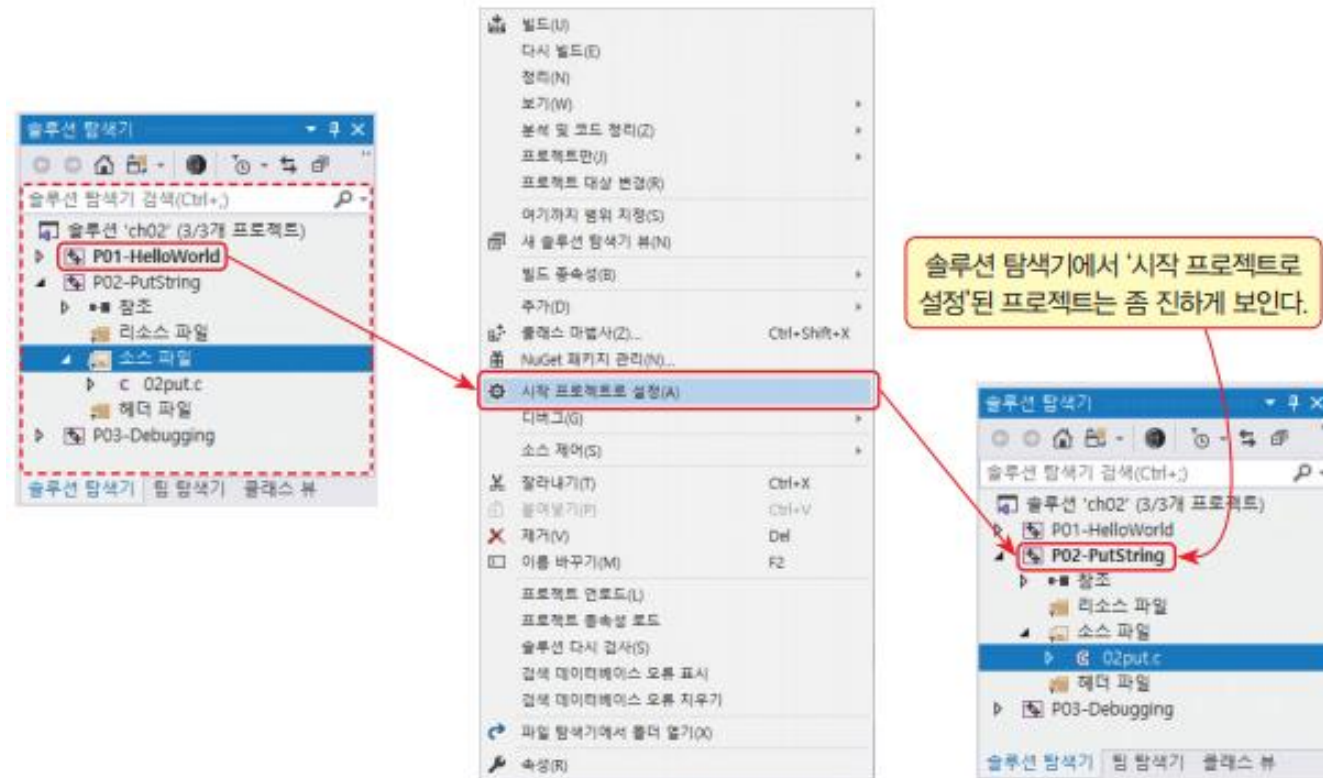 솔루션 탐색기
솔루션 탐색기 검색(Ctrl+;)
솔루션 'ch02' (3/3개 프로젝트)
P01-HelloWorld
P02-PutString
참조
리소스 파일
소스 파일
02put.c
헤더 파일
P03-Debugging
솔루션 탐색기 팀 탐색기 클래스 뷰
빌드(U)
다시 빌드(E)
정리(N)
보기(W)
분석 및 코드 정리(Z)
프로젝트만(J)
프로젝트 대상 변경(R)
여기까지 범위 지정(S)
새 솔루션 탐색기 뷰(N)
빌드 종속성(B)
추가(D)
클래스 마법사(Z)... Ctrl+Shift+X
NuGet 패키지 관리(N)...
시작 프로젝트로 설정(A)
디버그(G)
소스 제어(S)
잘라내기(T) Ctrl+X
붙여넣기(P) Ctrl+V
제거(V) Del
이름 바꾸기(M) F2
프로젝트 언로드(L)
프로젝트 종속성 로드
솔루션 다시 검사(S)
검색 데이터베이스 오류 표시
검색 데이터베이스 오류 지우기
파일 탐색기에서 폴더 열기(X)
속성(R)
솔루션 탐색기에서 '시작 프로젝트로
설정'된 프로젝트는 좀 진하게 보인다.
솔루션 탐색기
솔루션 탐색기 검색(Ctrl+;)
솔루션 'ch02' (3/3개 프로젝트)
P01-HelloWorld
P02-PutString
참조
리소스 파일
소스 파일
02put.c
헤더 파일
P03-Debugging
솔루션 탐색기 팀 탐색기 클래스 뷰